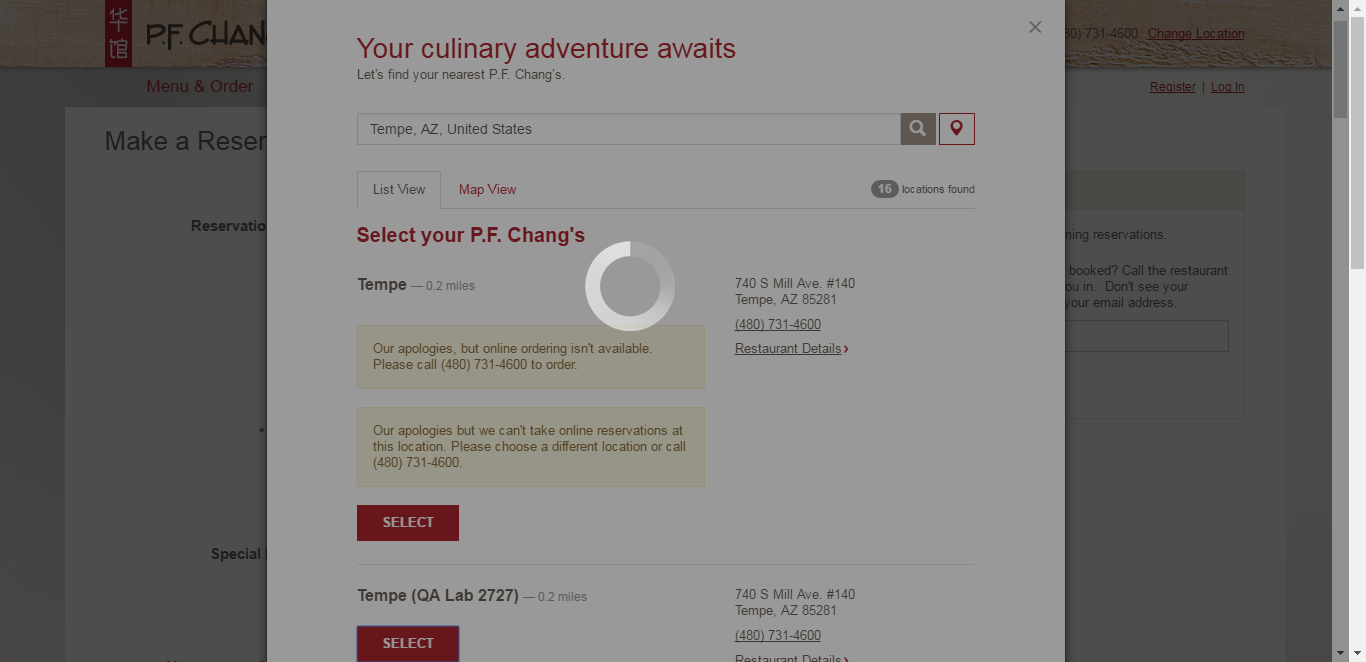 华
馆
P.F. CHAN
80) 731-4600 Change Location
Menu & Order
Register | Log In
Make a Reser
Reservatio
Special
Your culinary adventure awaits
Let's find your nearest P.F. Chang's.
Tempe, AZ, United States
List View
Map View
16 locations found
Select your P.F. Chang's
Tempe — 0.2 miles
740 S Mill Ave. #140
Tempe, AZ 85281
(480) 731-4600
Restaurant Details ›
Our apologies, but online ordering isn't available.
Please call (480) 731-4600 to order.
Our apologies but we can't take online reservations at
this location. Please choose a different location or call
(480) 731-4600.
SELECT
Tempe (QA Lab 2727) — 0.2 miles
740 S Mill Ave. #140
Tempe, AZ 85281
(480) 731-4600
Restaurant Details ›
SELECT
ming reservations.
booked? Call the restaurant
ou in. Don't see your
your email address.